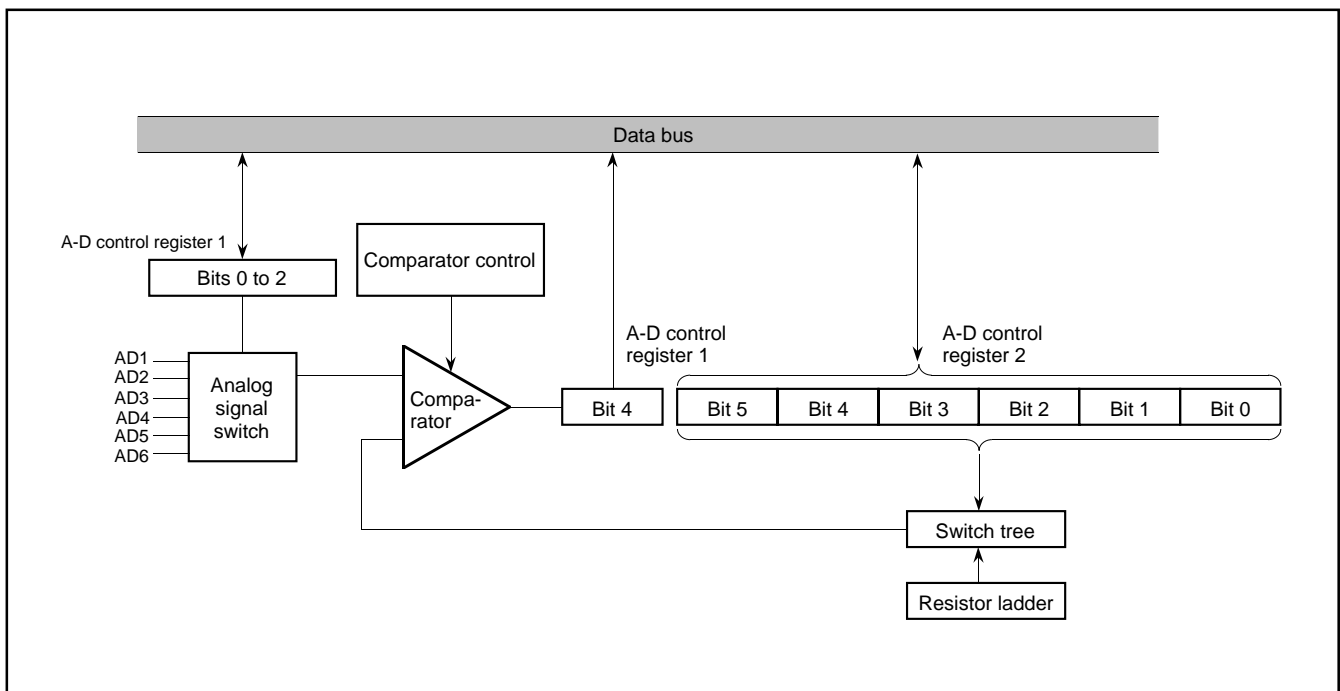 Data bus
A-D control register 1
Bits 0 to 2
Comparator control
A-D control
register 1
A-D control
register 2
AD1
AD2
AD3
AD4
AD5
AD6
Analog
signal
switch
Compa-
rator
Bit 4
Bit 5
Bit 4
Bit 3
Bit 2
Bit 1
Bit 0
Switch tree
Resistor ladder